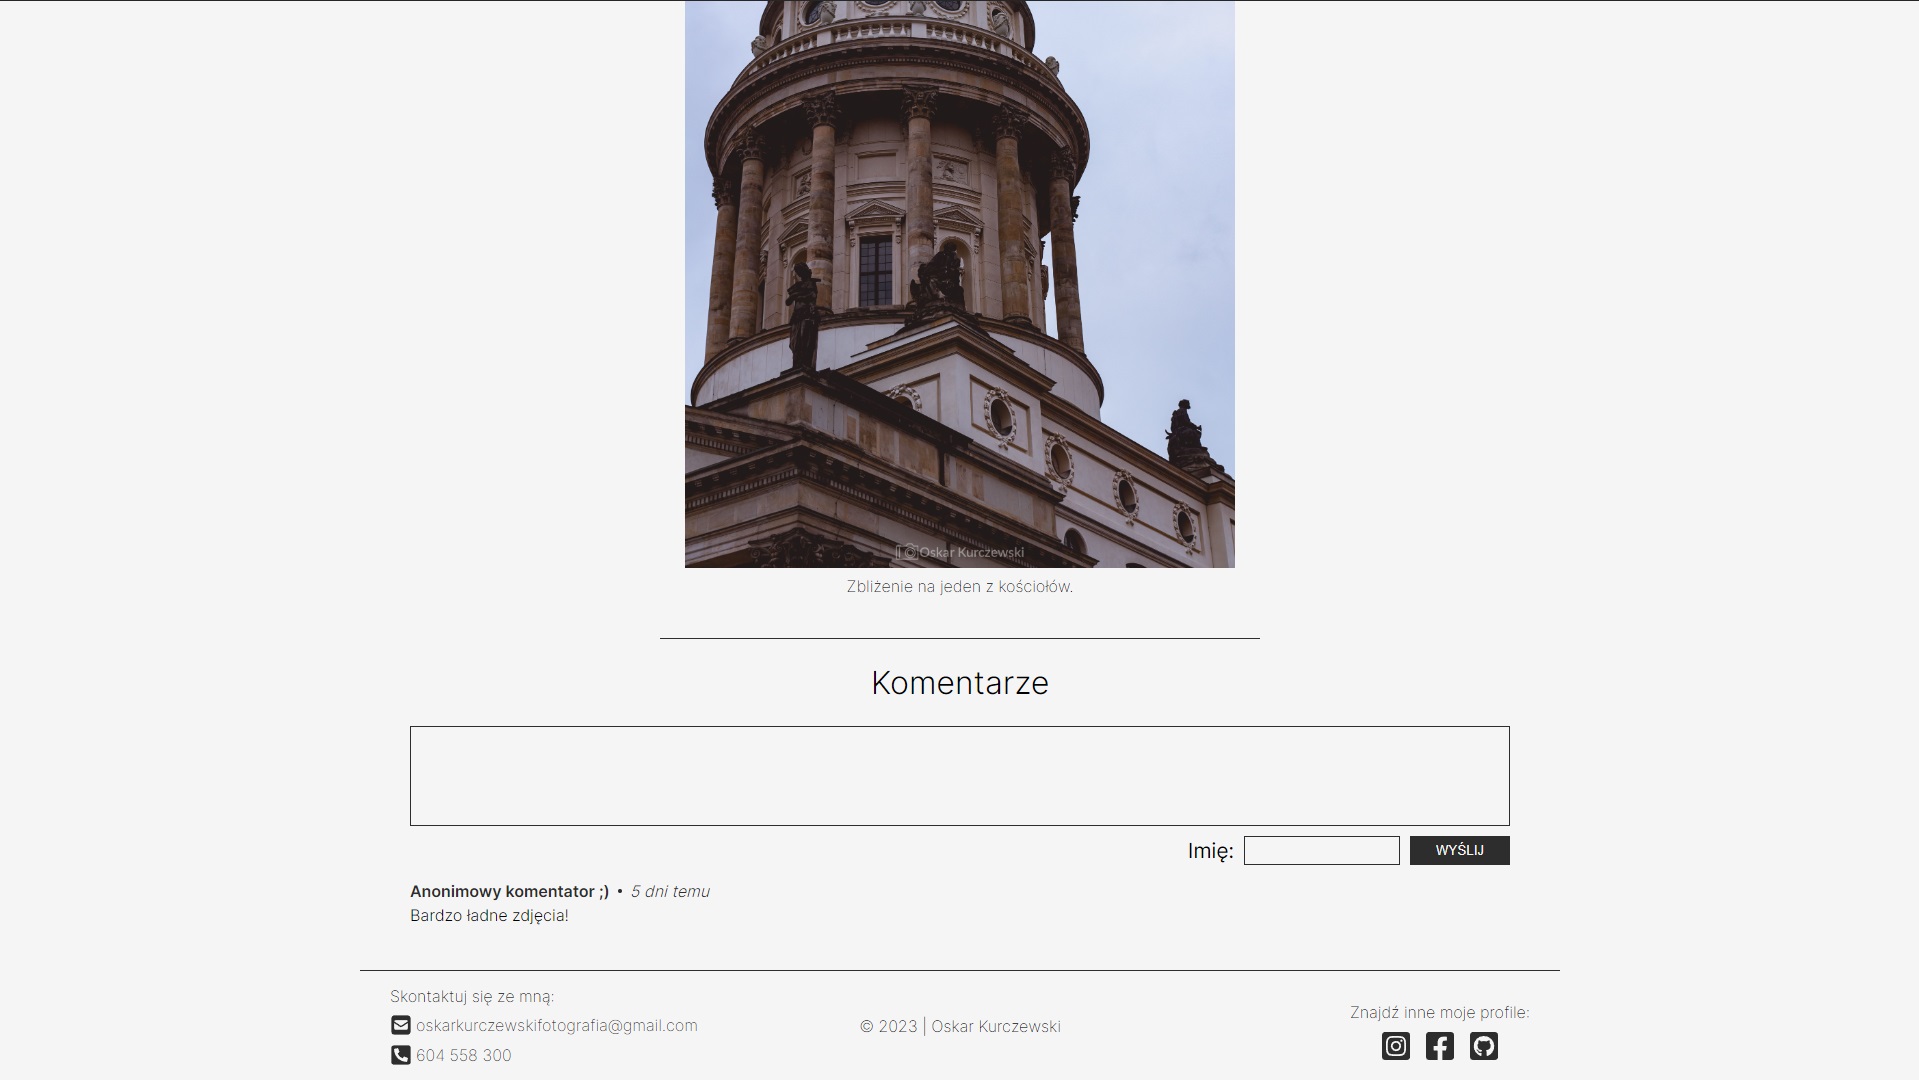 Oskar Kurczewski
Zbliżenie na jeden z kościołów.
Komentarze
Imię: WYŚLIJ
Anonimowy komentator ;) • 5 dni temu
Bardzo ładne zdjęcia!
Skontaktuj się ze mną:
oskarkurczewskifotografia@gmail.com
604 558 300
© 2023 | Oskar Kurczewski
Znajdź inne moje profile: